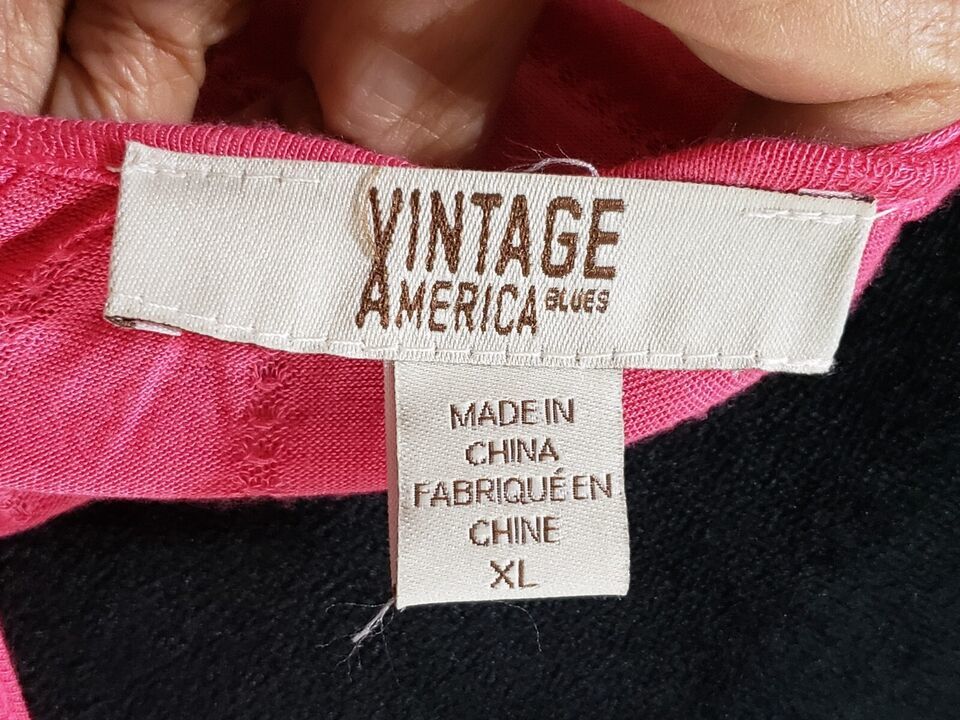 VINTAGE
AMERICA BLUES
MADE IN
CHINA
FABRIQUÉ EN
CHINE
XL